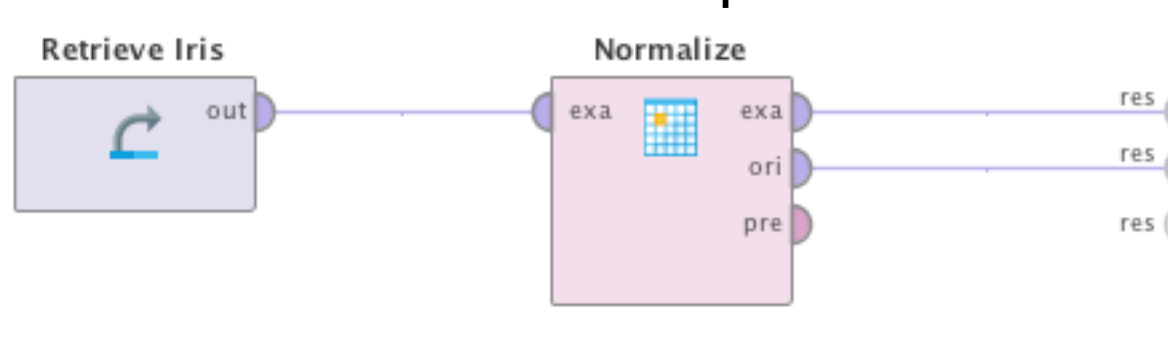 Retrieve Iris
Normalize
out
exa
exa
res
ori
res
pre
res